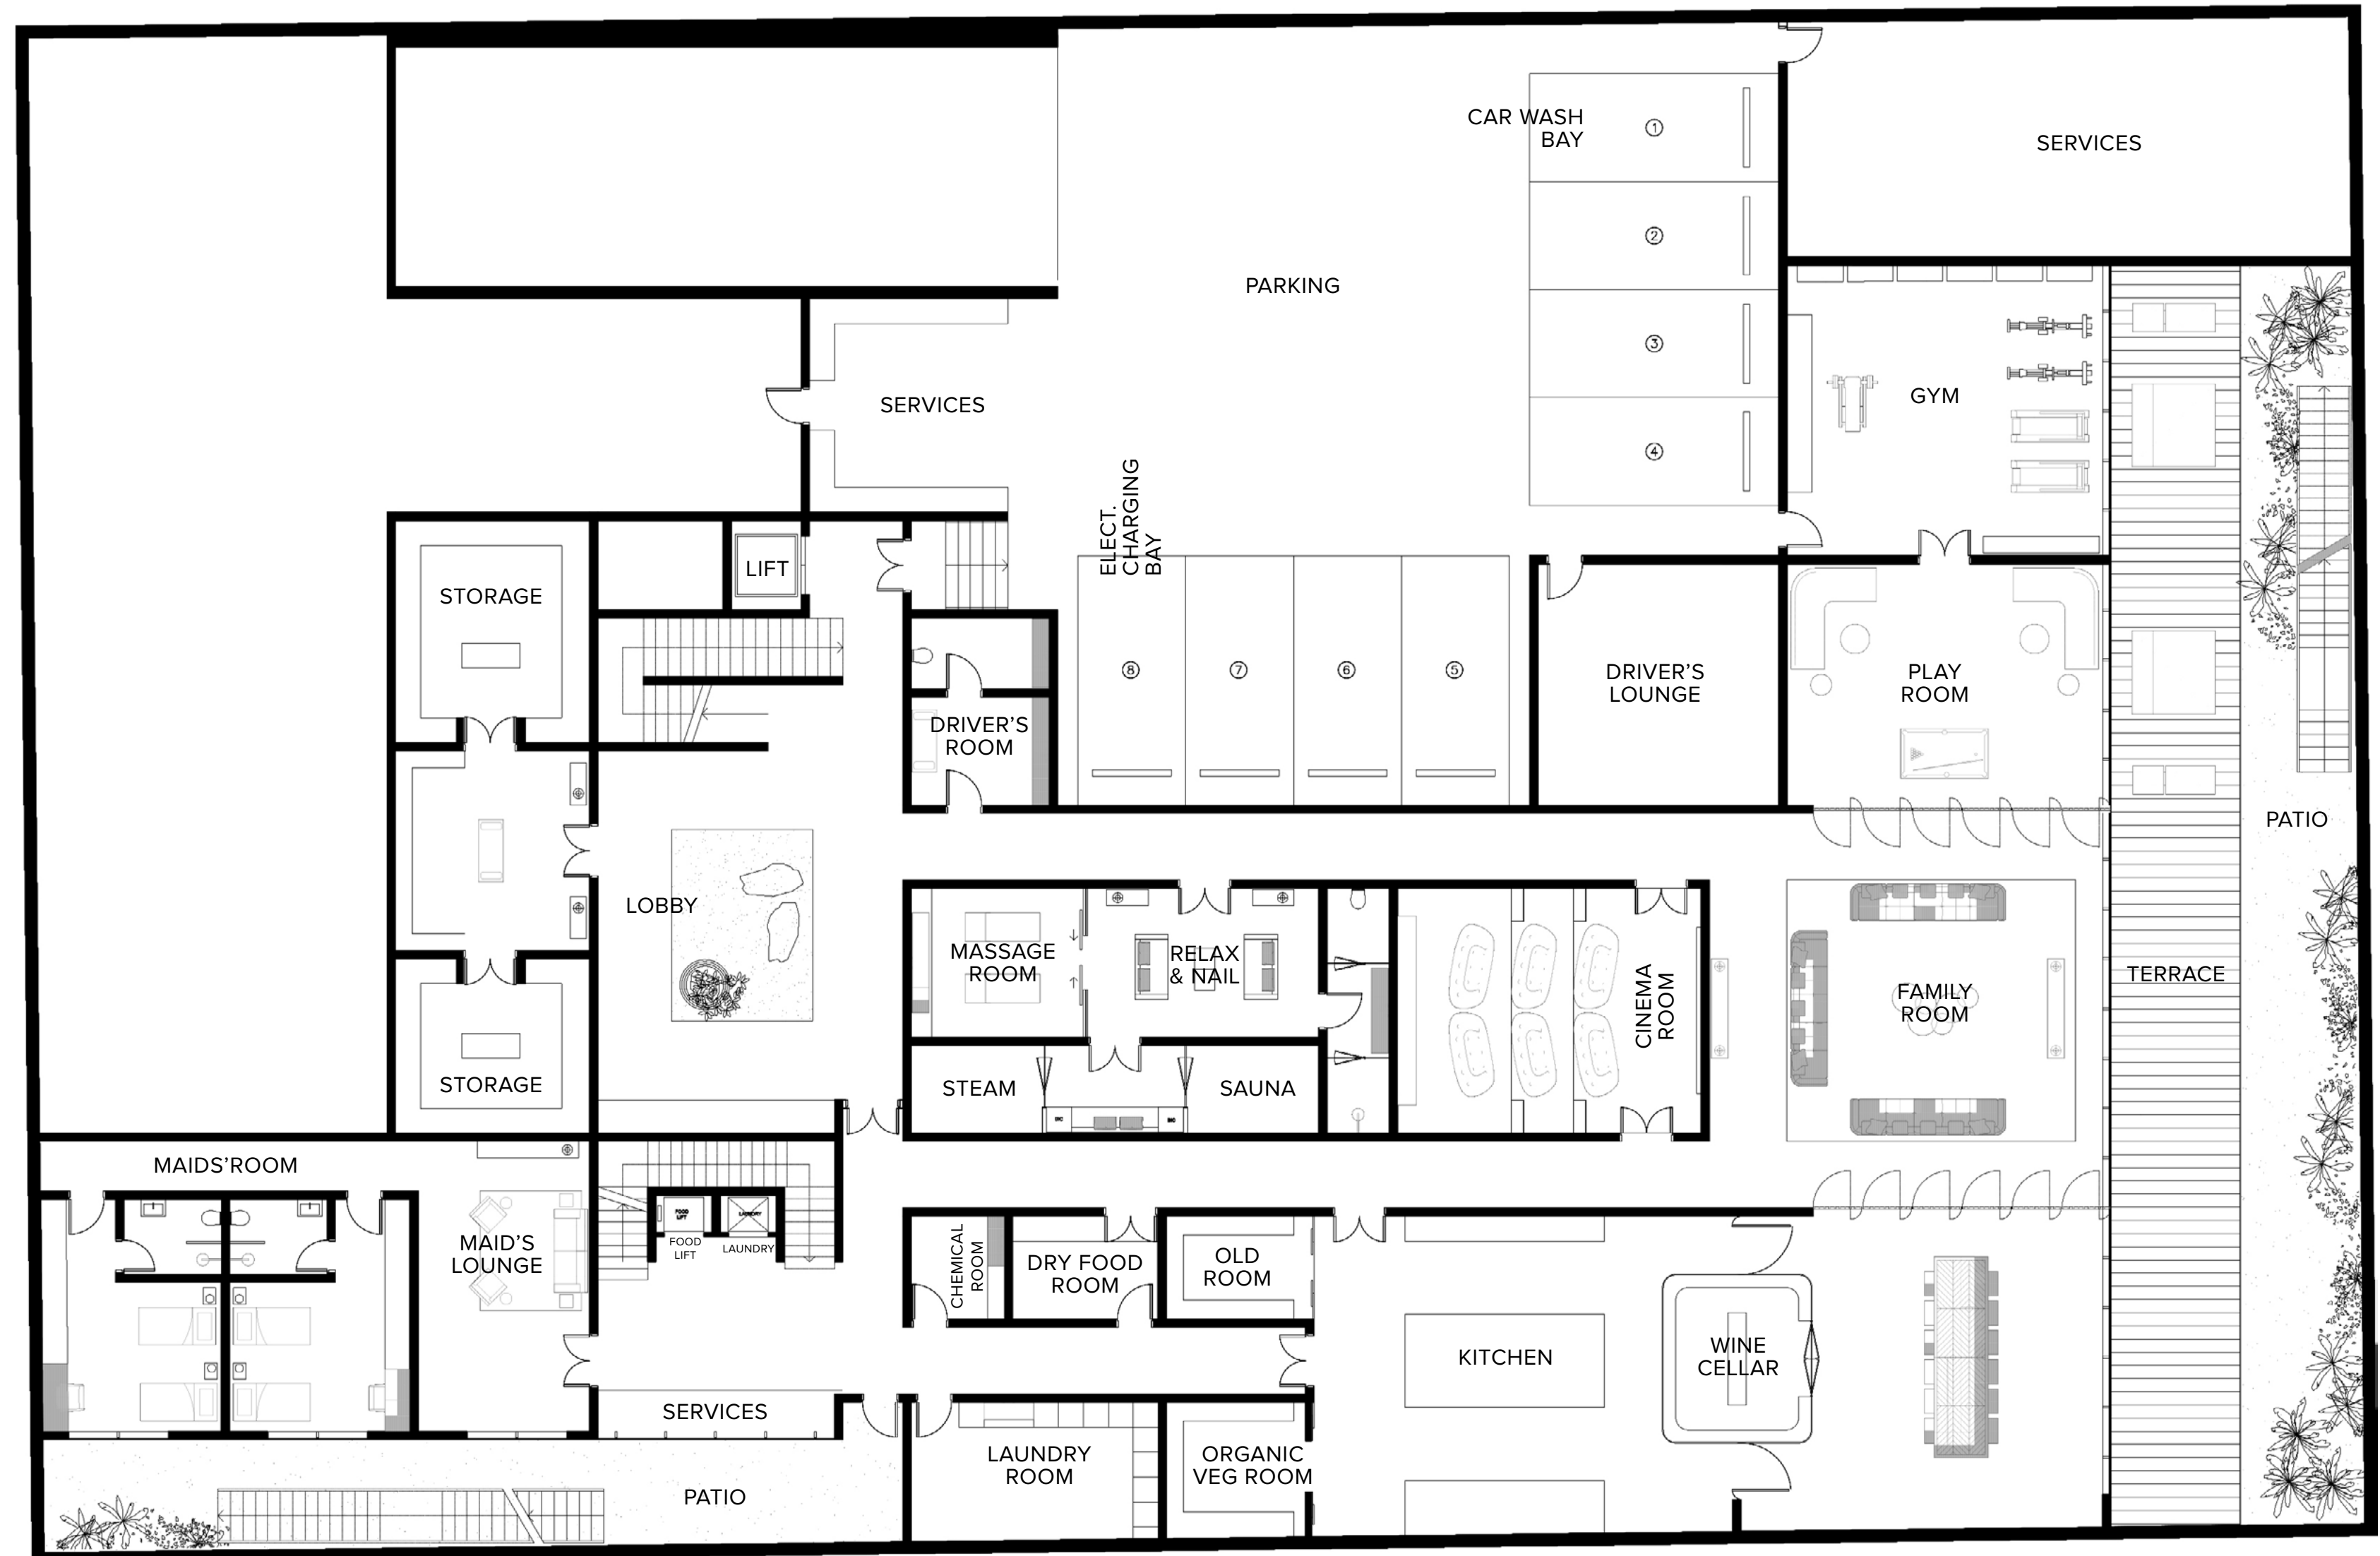 CAR WASH
BAY
①
SERVICES
②
PARKING
③
SERVICES
GYM
④
ELECT.
CHARGING
BAY
LIFT
STORAGE
⑧
⑦
⑥
⑤
DRIVER'S
LOUNGE
PLAY
ROOM
DRIVER'S
ROOM
PATIO
LOBBY
MASSAGE
ROOM
RELAX
& NAIL
CINEMA
ROOM
FAMILY
ROOM
TERRACE
STORAGE
STEAM
SAUNA
MAIDS'ROOM
MAID'S
LOUNGE
FOOD
LIFT
LAUNDRY
FOOD
LIFT
LAUNDRY
CHEMICAL
ROOM
DRY FOOD
ROOM
OLD
ROOM
KITCHEN
WINE
CELLAR
SERVICES
LAUNDRY
ROOM
ORGANIC
VEG ROOM
PATIO